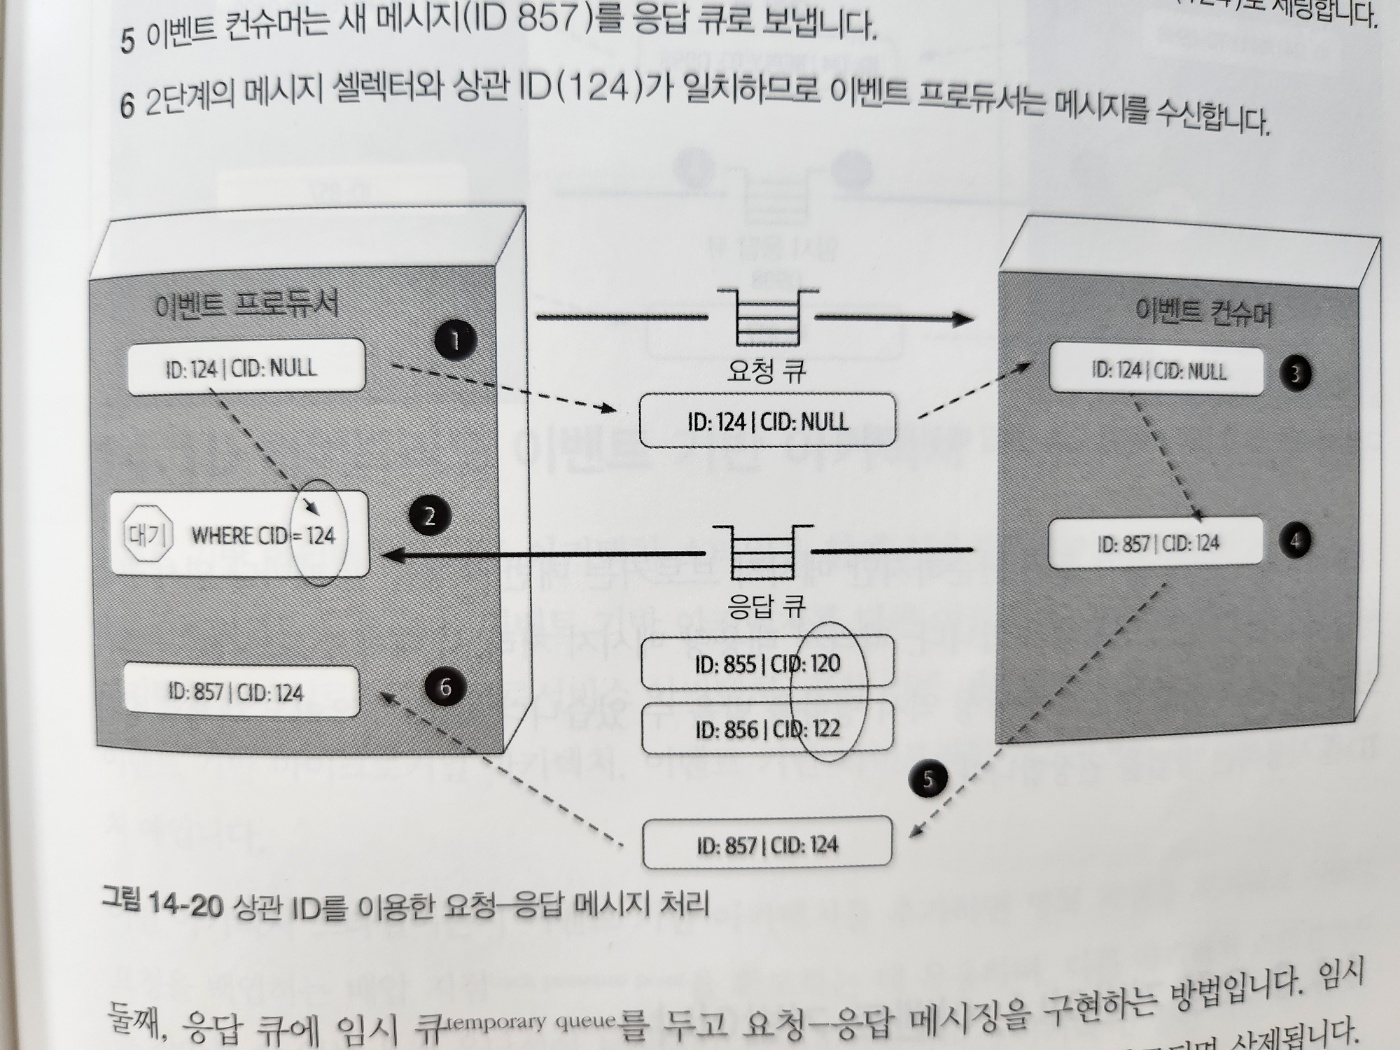 (124)로 세팅합니다.
5 이벤트 컨슈머는 새 메시지(ID 857)를 응답 큐로 보냅니다.
6 2단계의 메시지 셀렉터와 상관 ID(124)가 일치하므로 이벤트 프로듀서는 메시지를 수신합니다.
이벤트 프로듀서
이벤트 컨슈머
1
ID: 124 | CID: NULL
요청 큐
ID: 124 | CID: NULL
3
ID: 124 | CID: NULL
2
대기 WHERE CID = 124
응답 큐
ID: 857 | CID: 124
4
ID: 855 | CID: 120
ID: 856 | CID: 122
ID: 857 | CID: 124
6
5
ID: 857 | CID: 124
그림 14-20 상관 ID를 이용한 요청-응답 메시지 처리
둘째, 응답 큐에 임시 큐temporary queue를 두고 요청-응답 메시징을 구현하는 방법입니다. 임시
삭제됩니다.